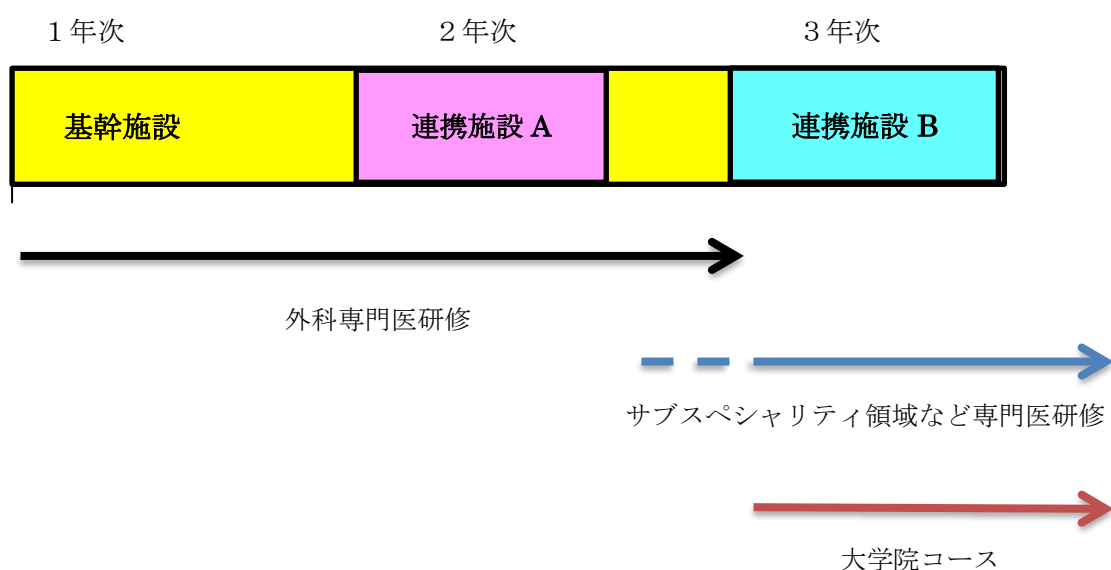 １年次 ２年次 ３年次
基幹施設 連携施設 A 連携施設 B
外科専門医研修
サブスペシャリティ領域など専門医研修
大学院コース